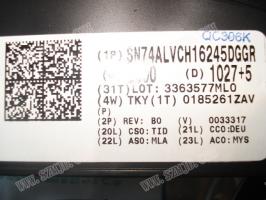 QC306K
(1P) SN74ALVCH16245DGGR
(D) 1027+5
(31T)LOT: 3363577MLO
(4W) TKY(1T) 0185261ZAV
(P)
(2P) REV: BO (V) 0033317
(20L) CSO:TID (21L) CCO:DEU
(22L) ASO:MLA (23L) ACO:MYS